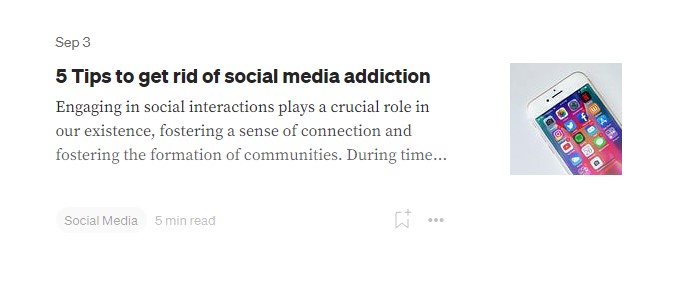 Sep 3
5 Tips to get rid of social media addiction
Engaging in social interactions plays a crucial role in
our existence, fostering a sense of connection and
fostering the formation of communities. During time...
Social Media
5 min read